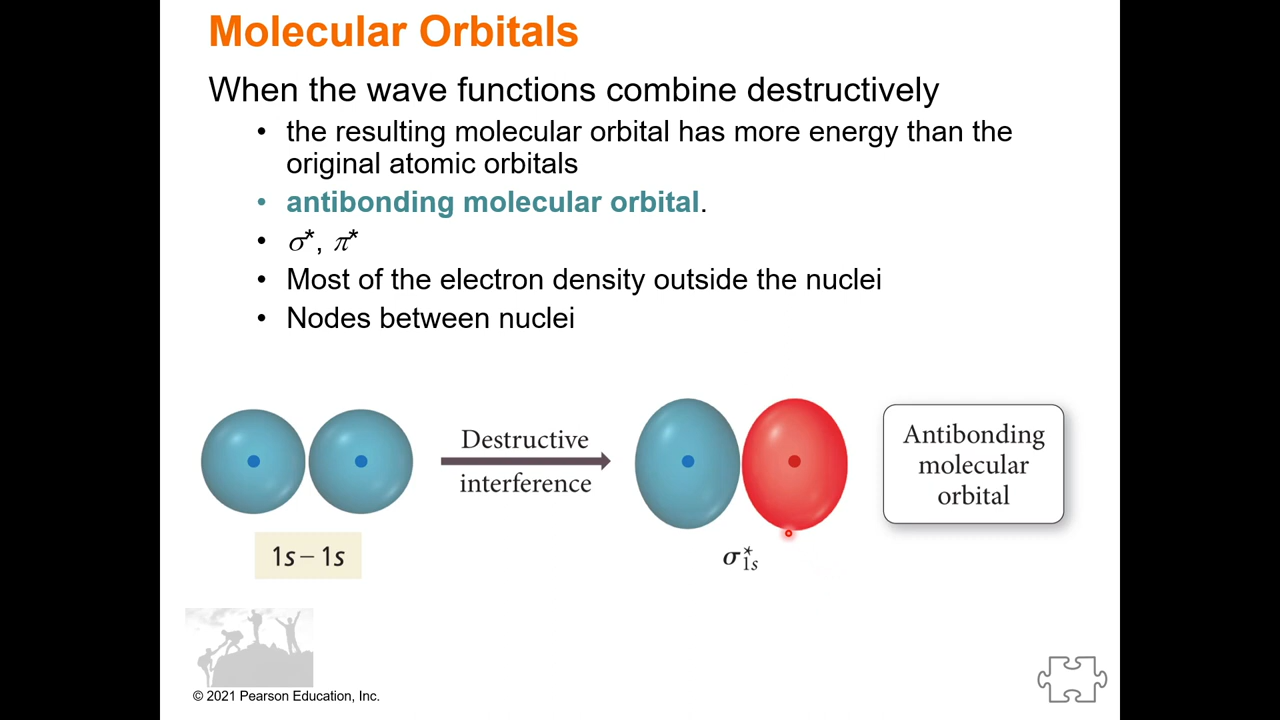 Molecular Orbitals
When the wave functions combine destructively
• the resulting molecular orbital has more energy than the
original atomic orbitals
• antibonding molecular orbital.
• σ*, π*
• Most of the electron density outside the nuclei
• Nodes between nuclei
Destructive
interference
Antibonding
molecular
orbital
1s – 1s
σ*1s
© 2021 Pearson Education, Inc.